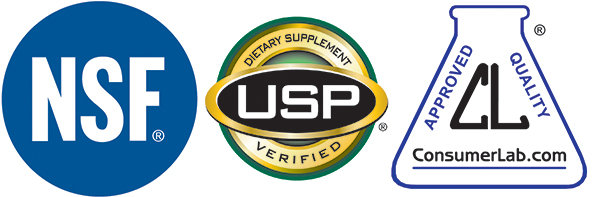 NSF®
DIETARY SUPPLEMENT
USP
VERIFIED
®
APPROVED
QUALITY
®
CL
ConsumerLab.com